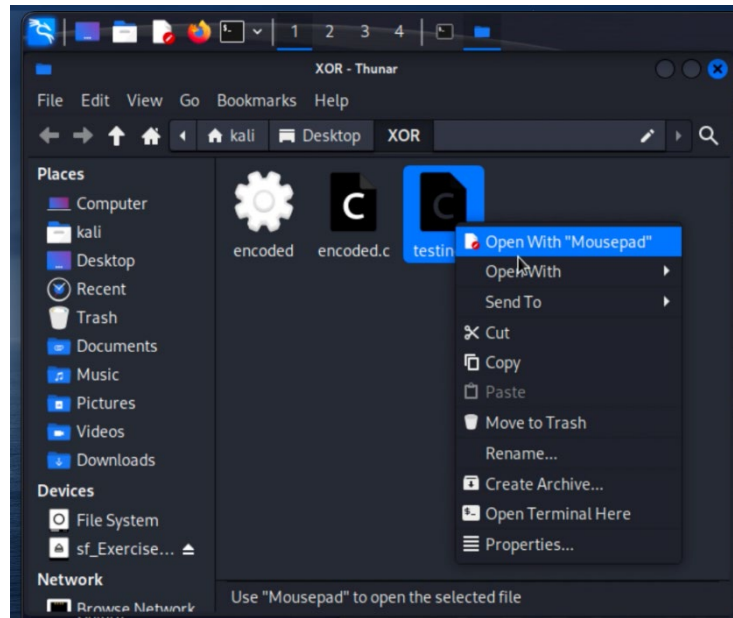 1 2 3 4
XOR - Thunar
File Edit View Go Bookmarks Help
kali Desktop XOR
Places
Computer
kali
Desktop
Recent
Trash
Documents
Music
Pictures
Videos
Downloads
Devices
File System
sf_Exercise...
Network
Browse Network
C
C
encoded encoded.c testin
Open With "Mousepad"
Open With
Send To
Cut
Copy
Paste
Move to Trash
Rename...
Create Archive...
Open Terminal Here
Properties...
Use "Mousepad" to open the selected file